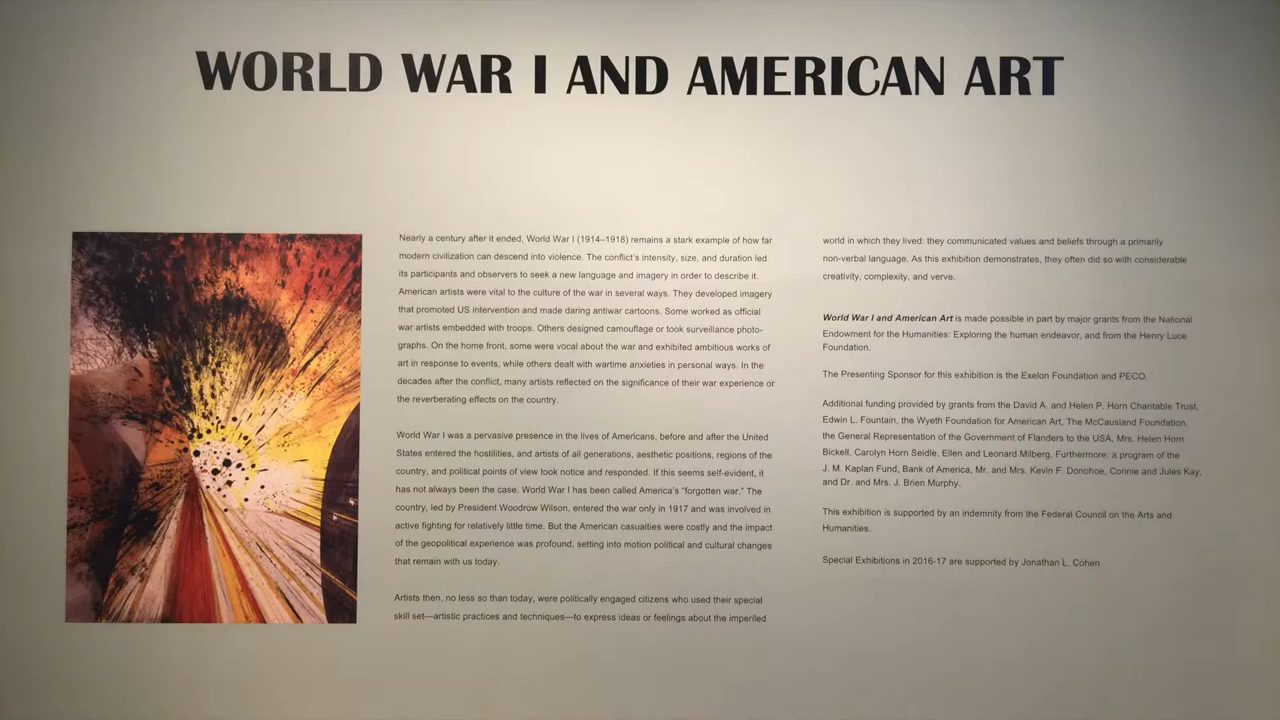 WORLD WAR I AND AMERICAN ART
Nearly a century after it ended, World War I (1914–1918) remains a stark example of how far
modern civilization can descend into violence. The conflict's intensity, size, and duration led
its participants and observers to seek a new language and imagery in order to describe it.
American artists were vital to the culture of the war in several ways. They developed imagery
that promoted US intervention and made daring antiwar cartoons. Some worked as official
war artists embedded with troops. Others designed camouflage or took surveillance photo-
graphs. On the home front, some were vocal about the war and exhibited ambitious works of
art in response to events, while others dealt with wartime anxieties in personal ways. In the
decades after the conflict, many artists reflected on the significance of their war experience or
the reverberating effects on the country.
World War I was a pervasive presence in the lives of Americans, before and after the United
States entered the hostilities, and artists of all generations, aesthetic positions, regions of the
country, and political points of view took notice and responded. If this seems self-evident, it
has not always been the case. World War I has been called America's "forgotten war." The
country, led by President Woodrow Wilson, entered the war only in 1917 and was involved in
active fighting for relatively little time. But the American casualties were costly and the impact
of the geopolitical experience was profound, setting into motion political and cultural changes
that remain with us today.
Artists then, no less so than today, were politically engaged citizens who used their special
skill set—artistic practices and techniques—to express ideas or feelings about the imperiled
world in which they lived: they communicated values and beliefs through a primarily
non-verbal language. As this exhibition demonstrates, they often did so with considerable
creativity, complexity, and verve.
World War I and American Art is made possible in part by major grants from the National
Endowment for the Humanities: Exploring the human endeavor, and from the Henry Luce
Foundation.
The Presenting Sponsor for this exhibition is the Exelon Foundation and PECO.
Additional funding provided by grants from the David A. and Helen P. Horn Charitable Trust,
Edwin L. Fountain, the Wyeth Foundation for American Art, The McCausland Foundation,
the General Representation of the Government of Flanders to the USA, Mrs. Helen Horn
Bickell, Carolyn Horn Seidle, Ellen and Leonard Milberg. Furthermore: a program of the
J. M. Kaplan Fund, Bank of America, Mr. and Mrs. Kevin F. Donohoe, Connie and Jules Kay,
and Dr. and Mrs. J. Brien Murphy.
This exhibition is supported by an indemnity from the Federal Council on the Arts and
Humanities.
Special Exhibitions in 2016-17 are supported by Jonathan L. Cohen